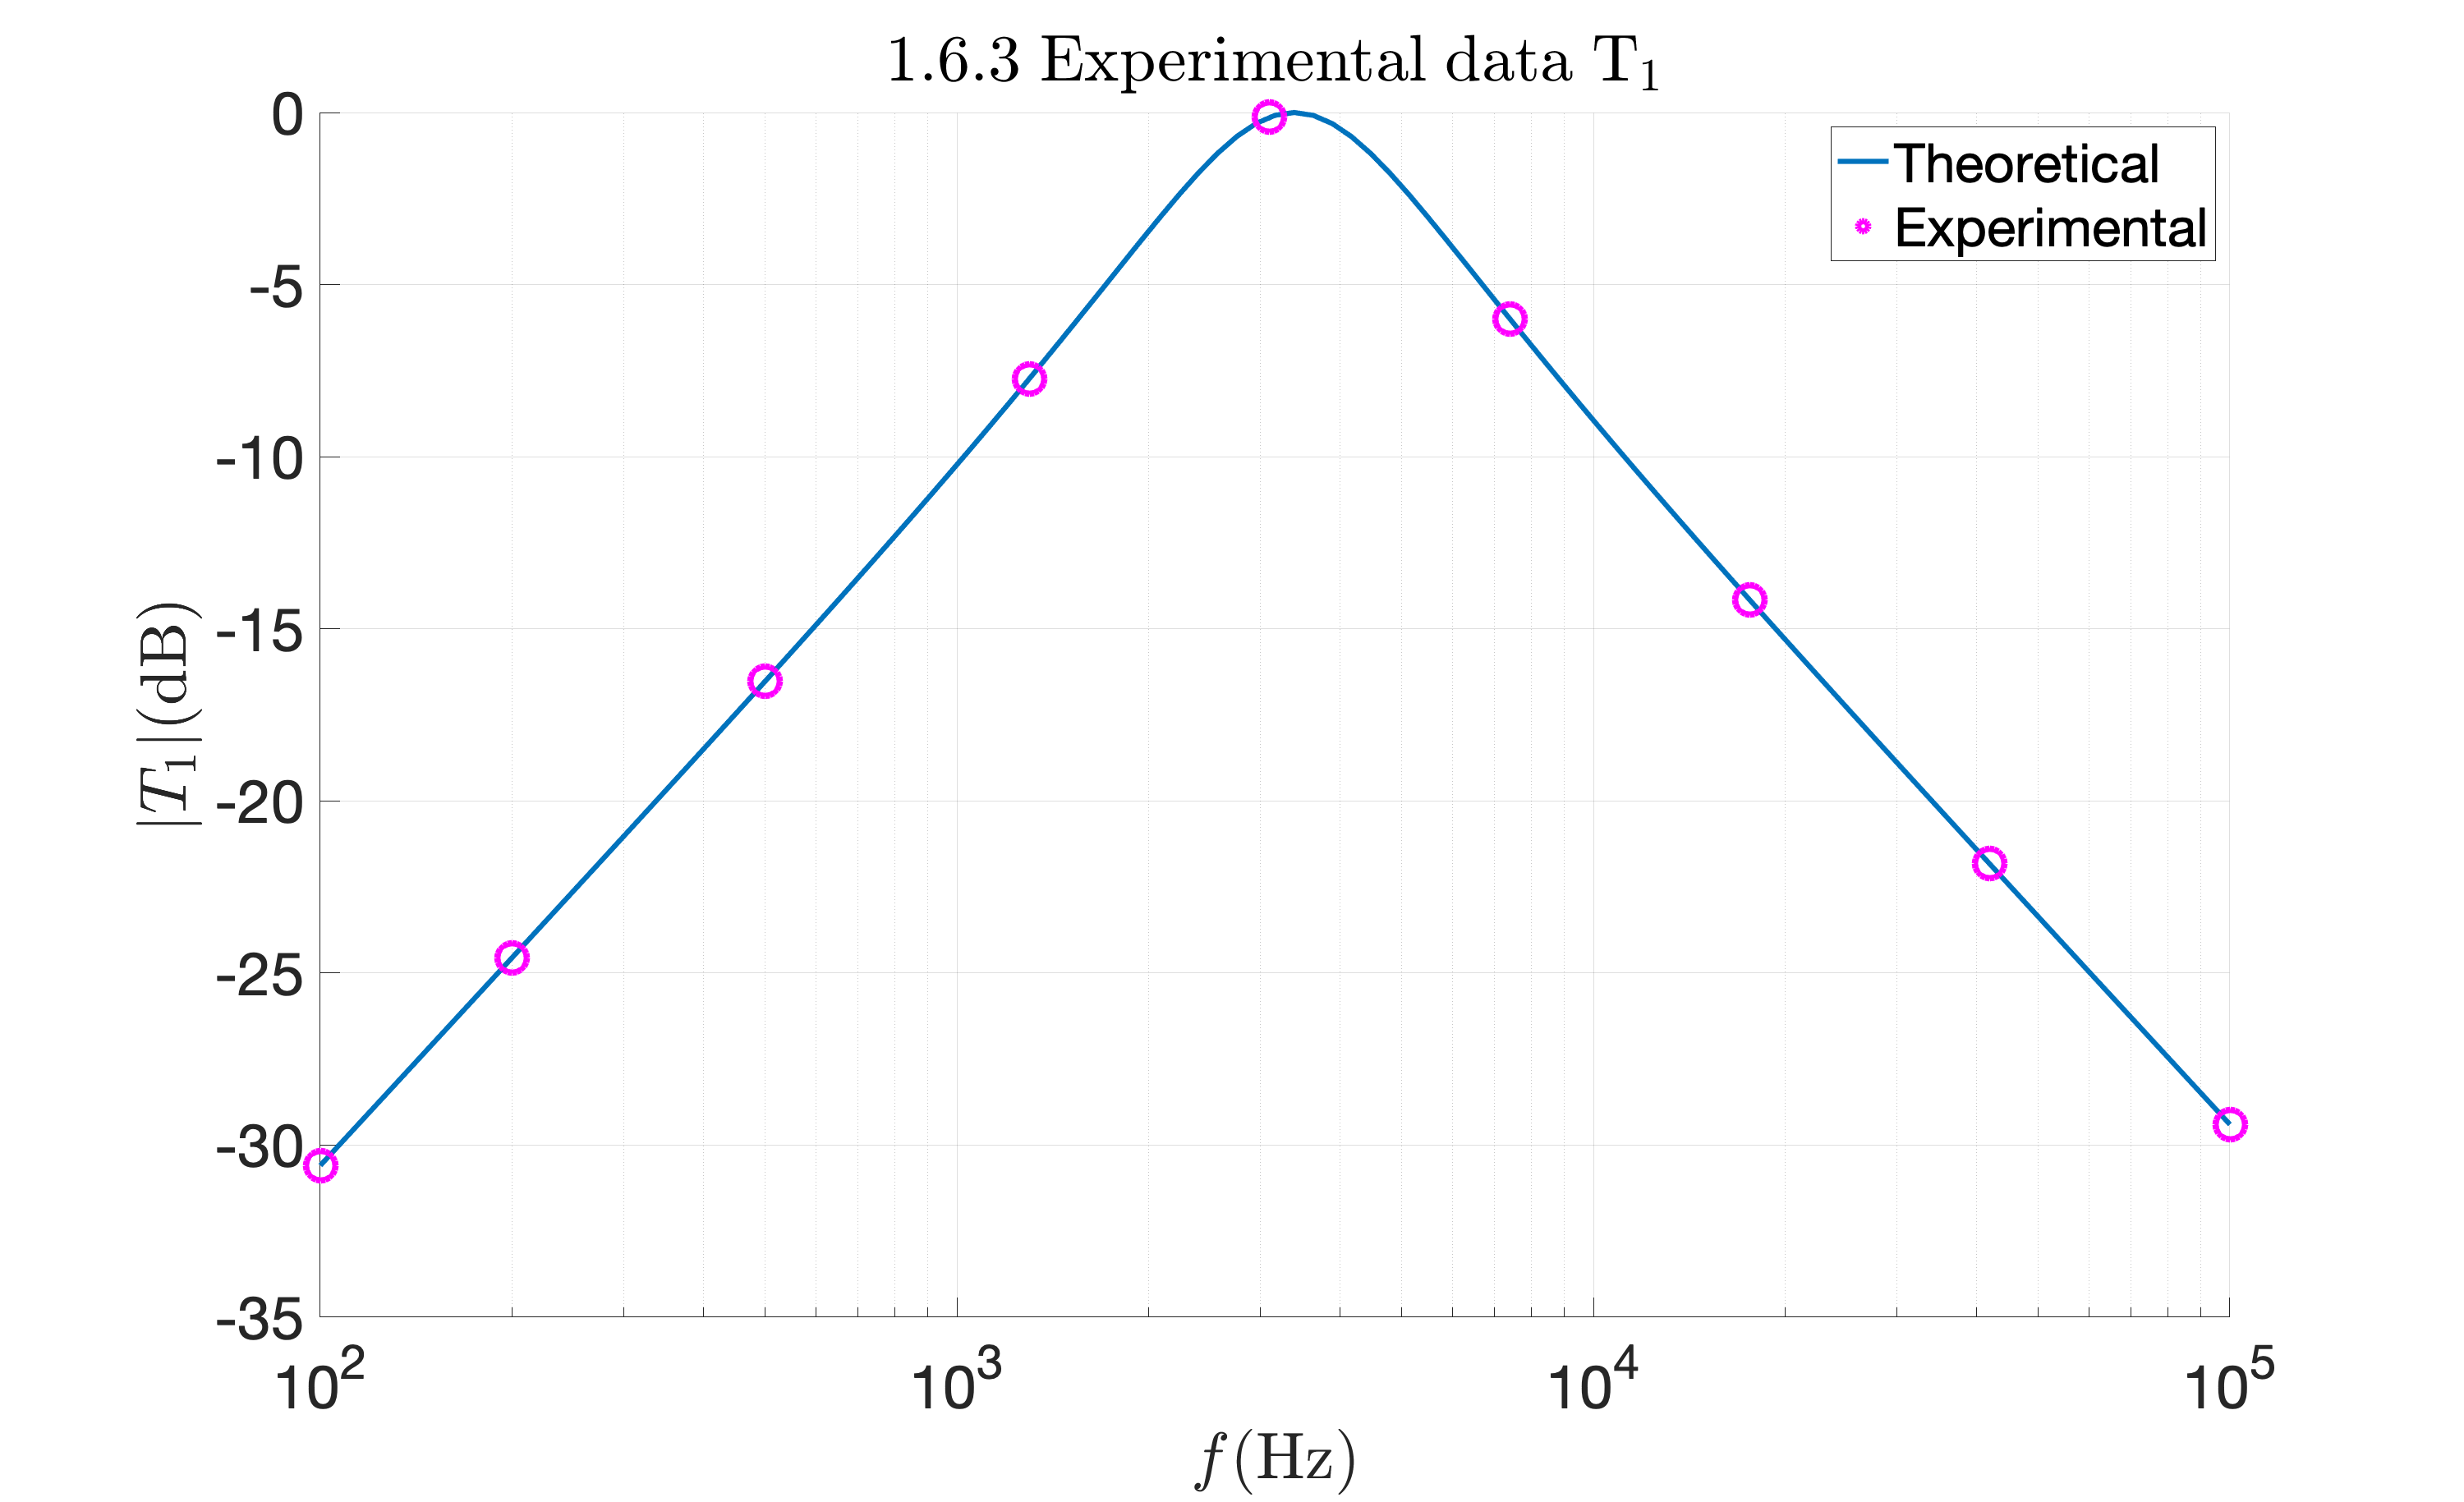 1.6.3 Experimental data T₁
0
-5
-10
-15
-20
-25
-30
-35
|T₁|(dB)
Theoretical
Experimental
10² 10³ 10⁴ 10⁵
f(Hz)